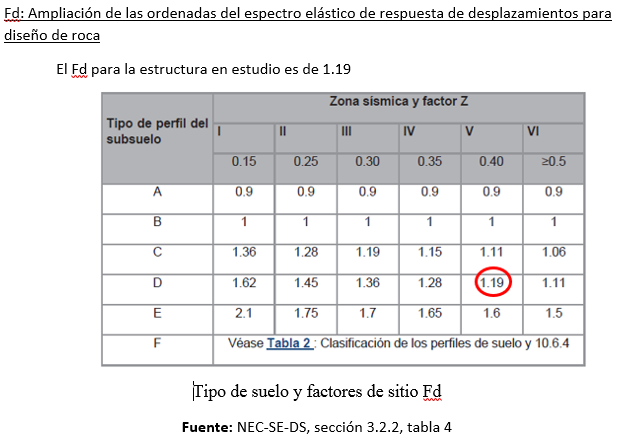 Fd: Ampliación de las ordenadas del espectro elástico de respuesta de desplazamientos para
diseño de roca
El Fd para la estructura en estudio es de 1.19
Zona sísmica y factor Z
Tipo de perfil del
subsuelo
I II III IV V VI
0.15 0.25 0.30 0.35 0.40 ≥0.5
A 0.9 0.9 0.9 0.9 0.9 0.9
B 1 1 1 1 1 1
C 1.36 1.28 1.19 1.15 1.11 1.06
D 1.62 1.45 1.36 1.28 1.19 1.11
E 2.1 1.75 1.7 1.65 1.6 1.5
F Véase Tabla 2 : Clasificación de los perfiles de suelo y 10.6.4
Tipo de suelo y factores de sitio Fd
Fuente: NEC-SE-DS, sección 3.2.2, tabla 4